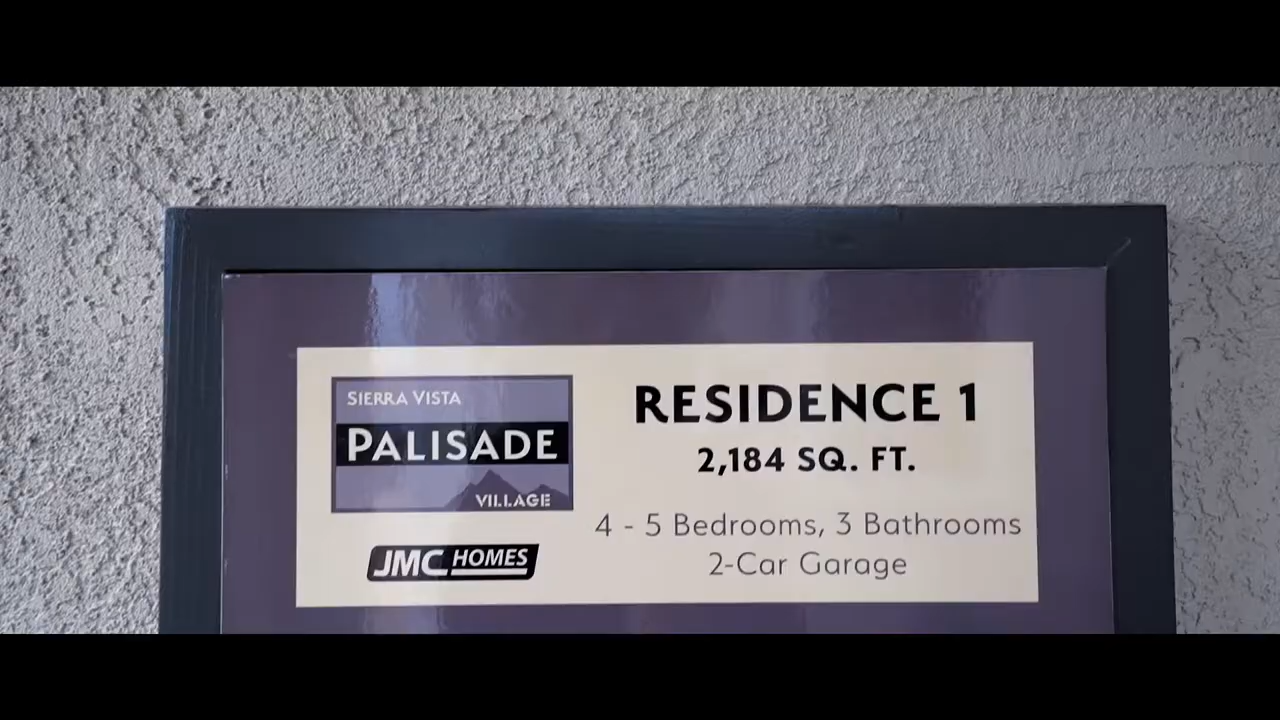 SIERRA VISTA
PALISADE
VILLAGE
JMC HOMES
RESIDENCE 1
2,184 SQ. FT.
4 - 5 Bedrooms, 3 Bathrooms
2-Car Garage